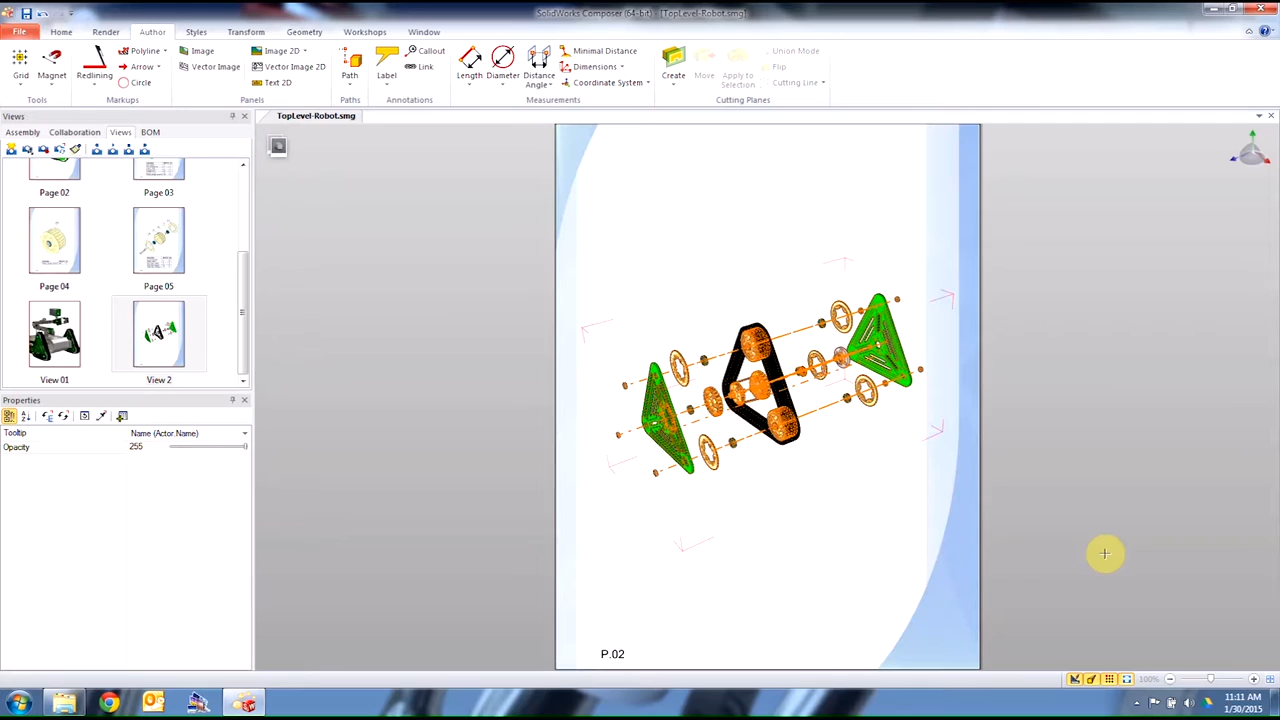 SolidWorks Composer (64-bit) - [TopLevel-Robot.smg]
File Home Render Author Styles Transform Geometry Workshops Window
Polyline Image Image 2D Callout Minimal Distance Union Mode
Arrow Vector Image Vector Image 2D Link Dimensions Flip
Grid Magnet Redlining Circle Text 2D Path Label Length Diameter Distance Angle Coordinate System Create Move Apply to Selection Cutting Line
Tools Markups Panels Paths Annotations Measurements Cutting Planes
Views TopLevel-Robot.smg
Assembly Collaboration Views BOM
Page 02 Page 03
Page 04 Page 05
View 01 View 2
Properties
Tooltip Name (Actor.Name)
Opacity 255
P.02
100%
11:11 AM
1/30/2015